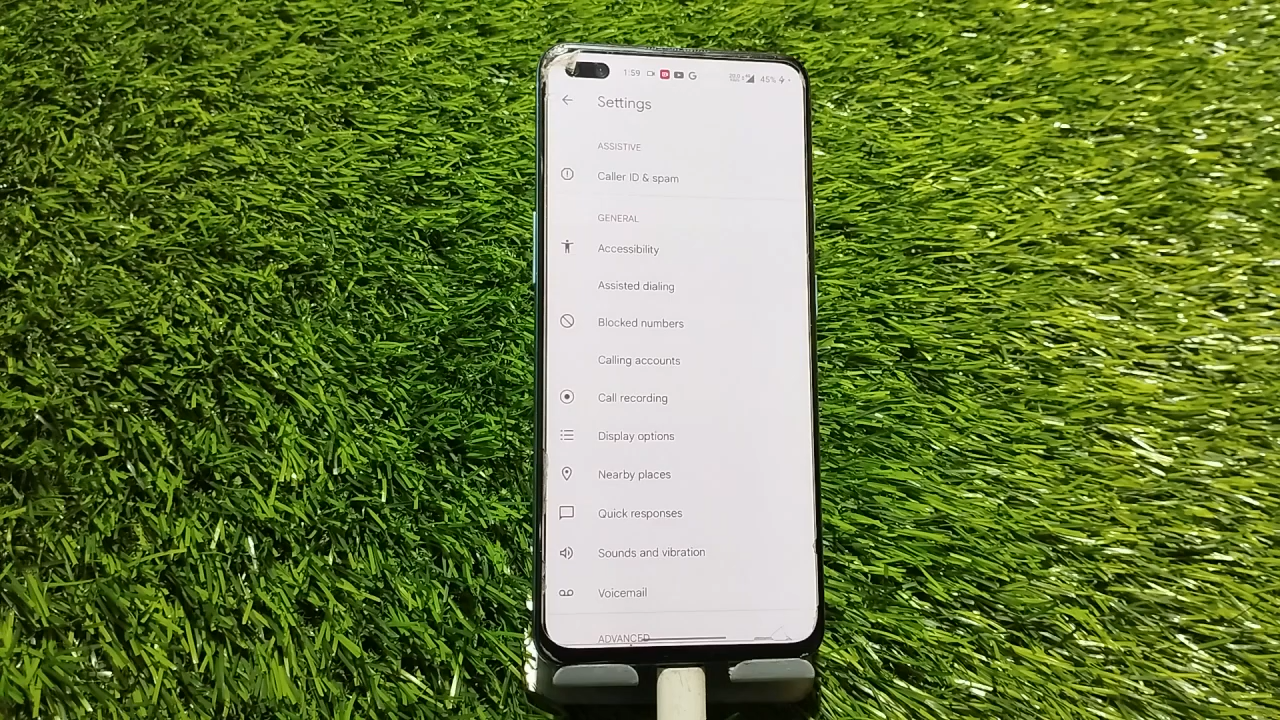 1:59
45%
Settings
ASSISTIVE
Caller ID & spam
GENERAL
Accessibility
Assisted dialing
Blocked numbers
Calling accounts
Call recording
Display options
Nearby places
Quick responses
Sounds and vibration
Voicemail
ADVANCED